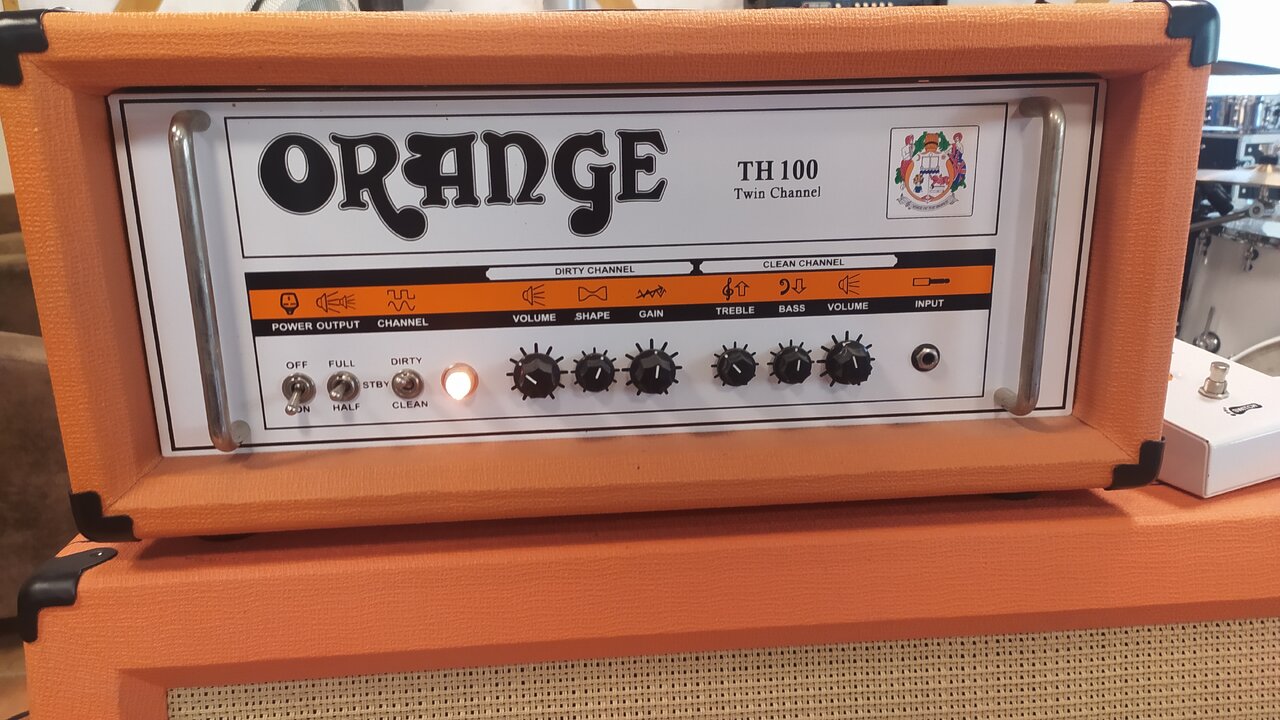 ORANGE
TH 100
Twin Channel
DIRTY CHANNEL
CLEAN CHANNEL
POWER OUTPUT CHANNEL VOLUME SHAPE GAIN TREBLE BASS VOLUME INPUT
OFF FULL DIRTY
STBY
ON HALF CLEAN